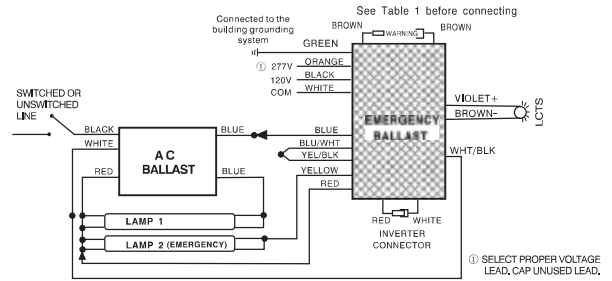 See Table 1 before connecting
Connected to the
building grounding
system
BROWN
WARNING
BROWN
GREEN
① 277V ORANGE
120V BLACK
COM WHITE
SWITCHED OR
UNSWITCHED
LINE
VIOLET+
BROWN-
LCTS
EMERGENCY
BALLAST
BLACK
WHITE
RED
AC
BALLAST
BLUE
BLUE
BLUE
BLU/WHT
YEL/BLK
YELLOW
RED
WHT/BLK
LAMP 1
LAMP 2 (EMERGENCY)
RED WHITE
INVERTER
CONNECTOR
① SELECT PROPER VOLTAGE
LEAD. CAP UNUSED LEAD.